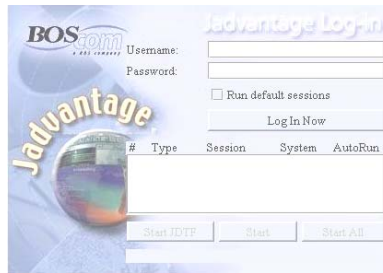 Jadvantage Log-in
BOScom
a BOS company
Username:
Password:
Run default sessions
Log In Now
Jadvantage
# Type Session System AutoRun
Start JDTF Start Start All